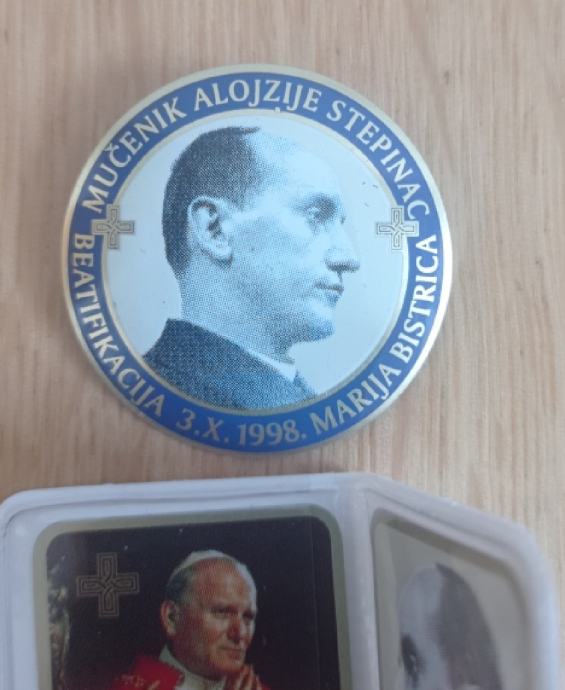 MUČENIK ALOJZIJE STEPINAC
BEATIFIKACIJA 3.X. 1998. MARIJA BISTRICA